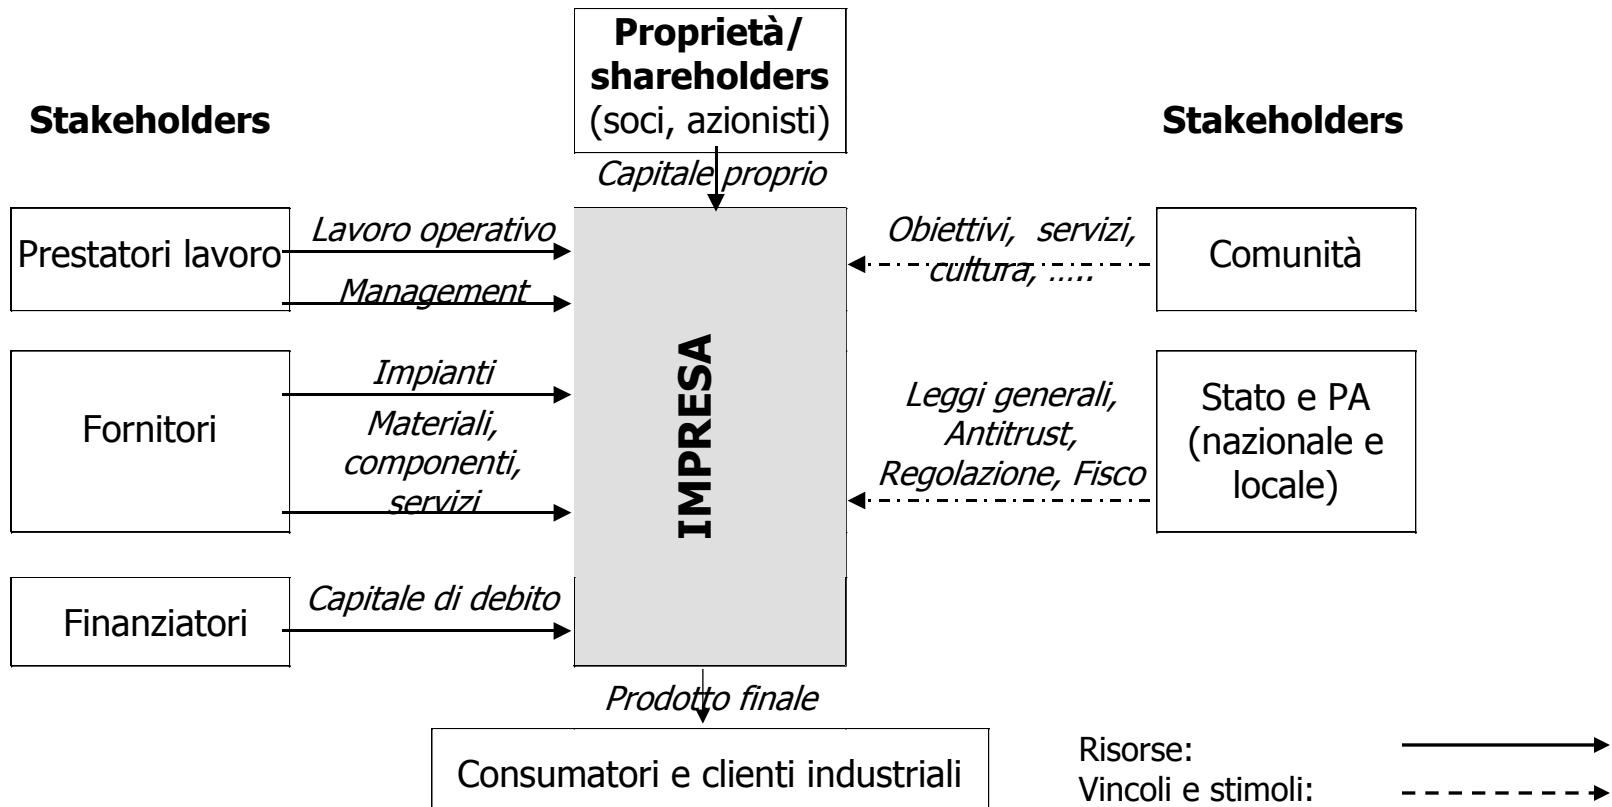 Proprietà/
shareholders
(soci, azionisti)
Stakeholders
Stakeholders
Capitale proprio
Prestatori lavoro
Lavoro operativo
Management
Obiettivi, servizi,
cultura, .....
Comunità
Fornitori
Impianti
Materiali,
componenti,
servizi
IMPRESA
Leggi generali,
Antitrust,
Regolazione, Fisco
Stato e PA
(nazionale e
locale)
Finanziatori
Capitale di debito
Prodotto finale
Consumatori e clienti industriali
Risorse:
Vincoli e stimoli: